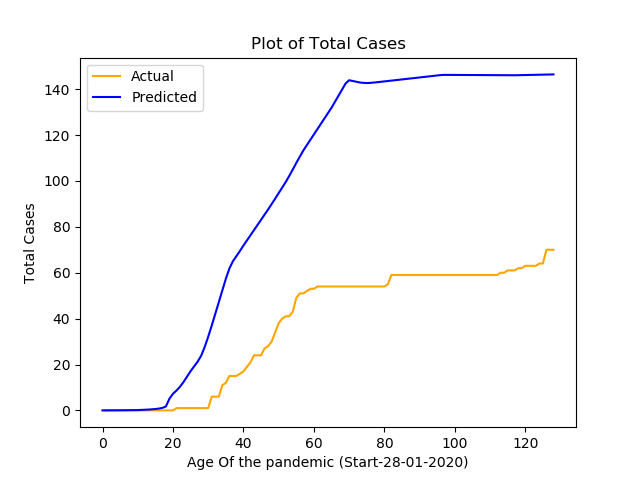 Plot of Total Cases
Actual
Predicted
140
120
100
80
60
40
20
0
Total Cases
0 20 40 60 80 100 120
Age Of the pandemic (Start-28-01-2020)